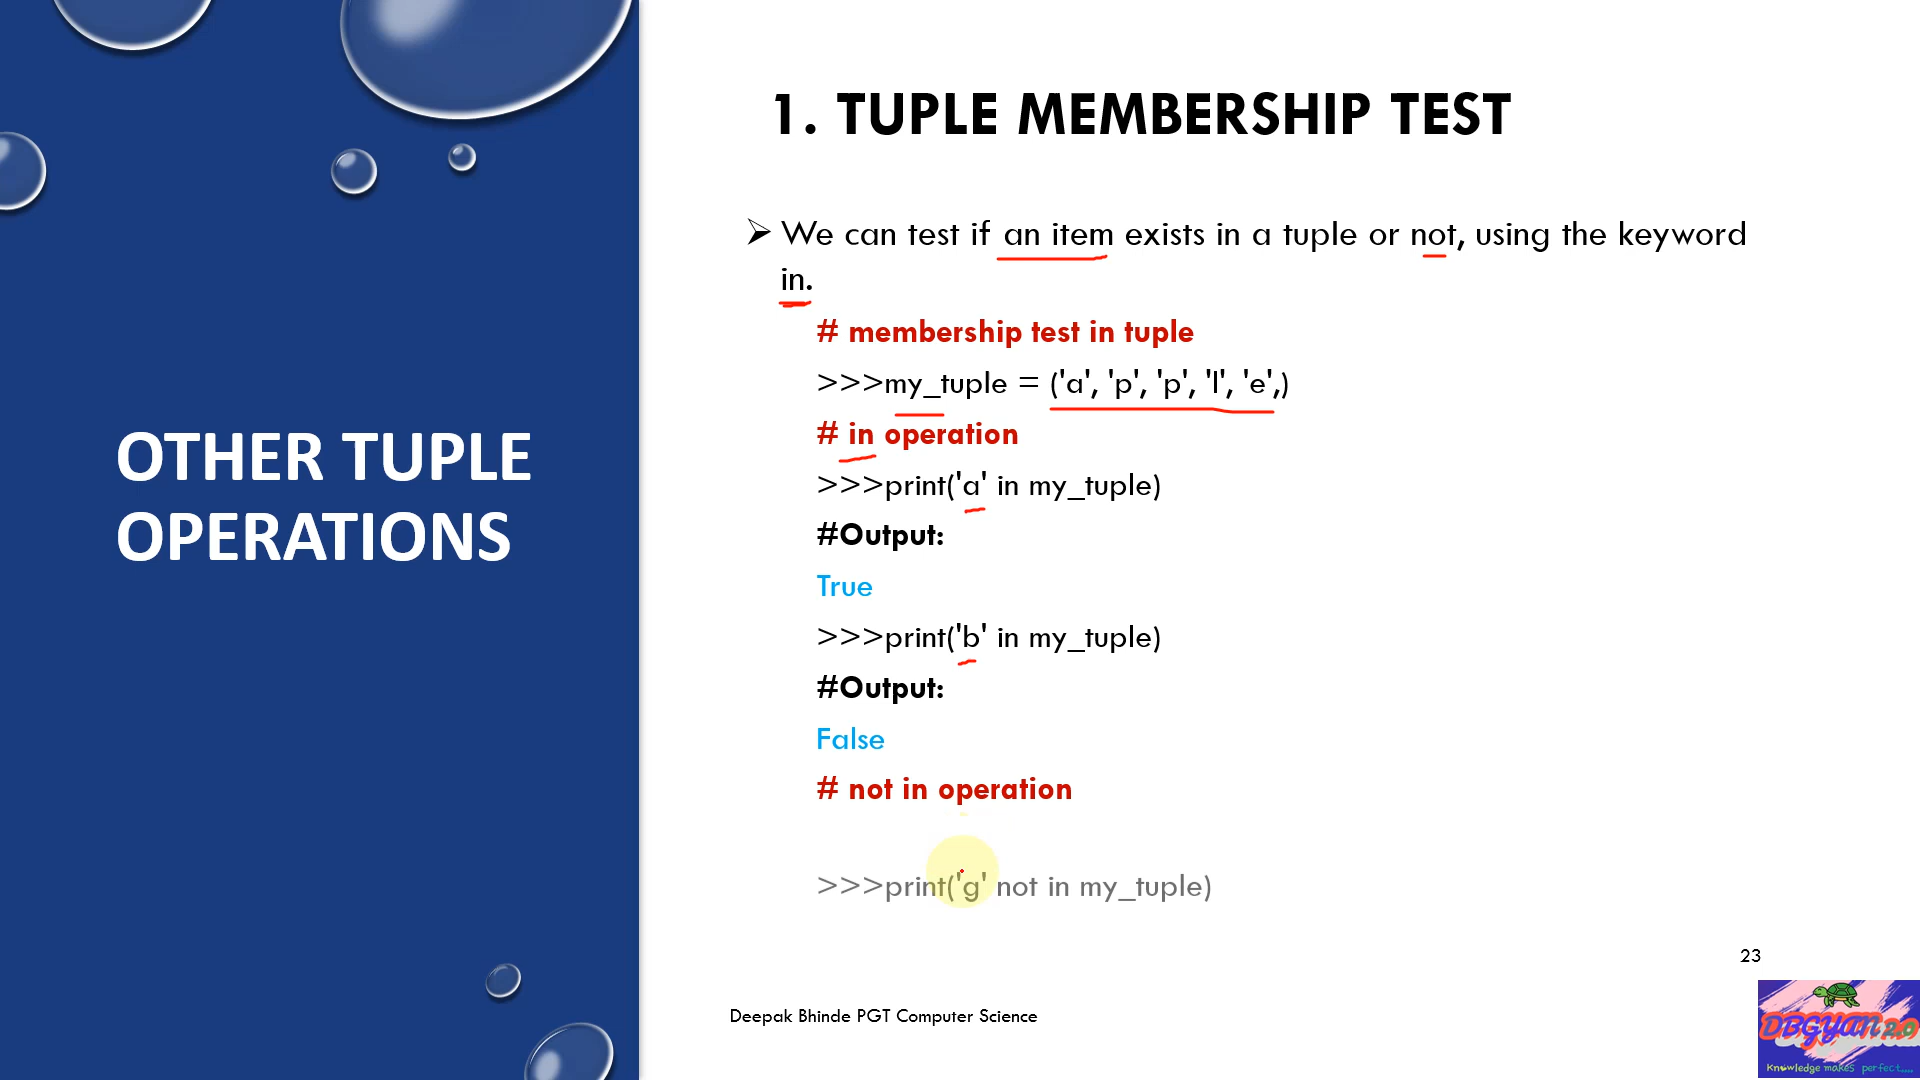 OTHER TUPLE
OPERATIONS
1. TUPLE MEMBERSHIP TEST
➢ We can test if an item exists in a tuple or not, using the keyword
in.
# membership test in tuple
>>>my_tuple = ('a', 'p', 'p', 'l', 'e',)
# in operation
>>>print('a' in my_tuple)
#Output:
True
>>>print('b' in my_tuple)
#Output:
False
# not in operation
>>>print('g' not in my_tuple)
23
Deepak Bhinde PGT Computer Science
DBGYAN 2.0
Knowledge makes perfect....